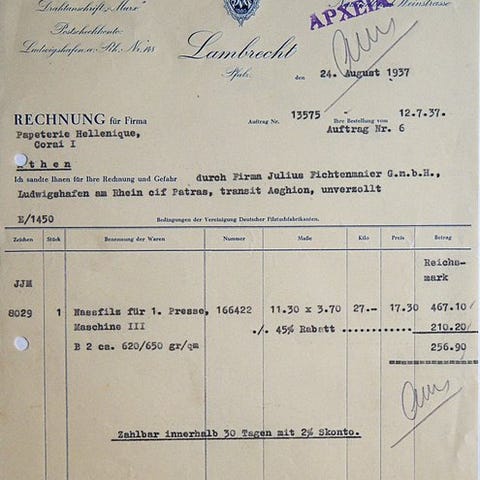 Drahtanschrift „Marx"
Postscheckkonto:
Ludwigshafen a. Rh. Nr. 148
Lambrecht
Pfalz.
Weinstrasse
ΑΡΧΕΙΑ
den 24. August 1937
RECHNUNG für Firma
Auftrag Nr. 13575 Ihre Bestellung vom 12.7.37.
Papeterie Hellenique,
Auftrag Nr. 6
Corai I
Athen
Ich sandte Ihnen für Ihre Rechnung und Gefahr durch Firma Julius Fichtenmaier G.m.b.H.,
Ludwigshafen am Rhein cif Patras, transit Aeghion, unverzollt
E/1450
Bedingungen der Vereinigung Deutscher Filztuchfabrikanten.
Zeichen Stück Benennung der Waren Nummer Maße Kilo Preis Betrag
Reichs-
mark
JJM
8029 1 Nassfilz für 1. Presse, 166422 11.30 x 3.70 27.- 17.30 467.10
Maschine III ./. 45% Rabatt ............ 210.20
B 2 ca. 620/650 gr/qm 256.90
Zahlbar innerhalb 30 Tagen mit 2% Skonto.